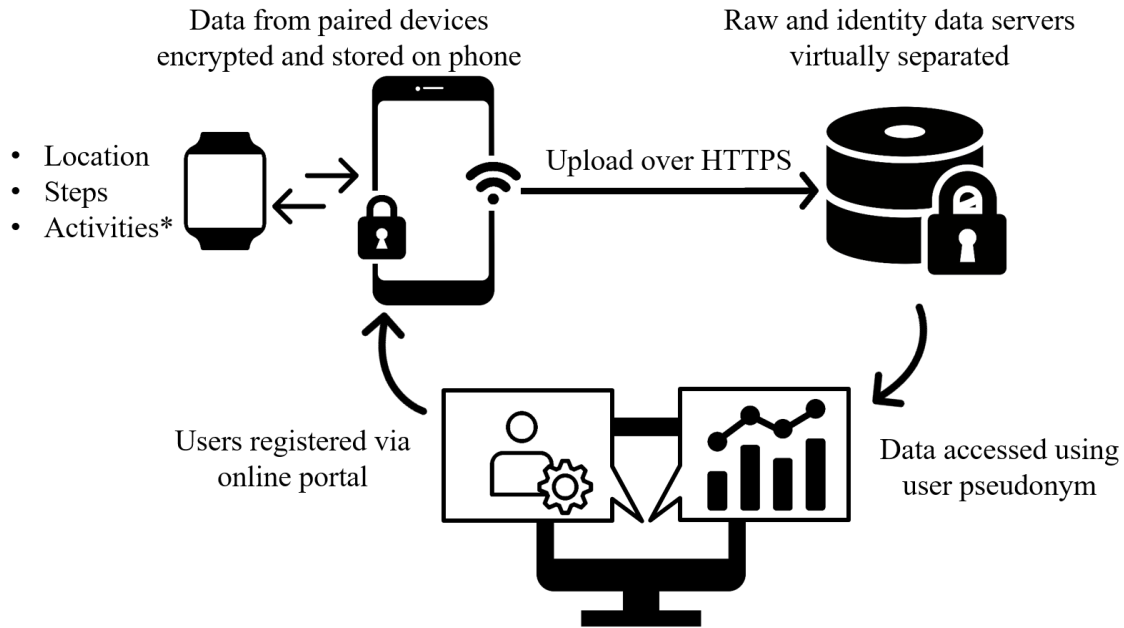 Data from paired devices
encrypted and stored on phone
Raw and identity data servers
virtually separated
• Location
• Steps
• Activities*
Upload over HTTPS
Users registered via
online portal
Data accessed using
user pseudonym